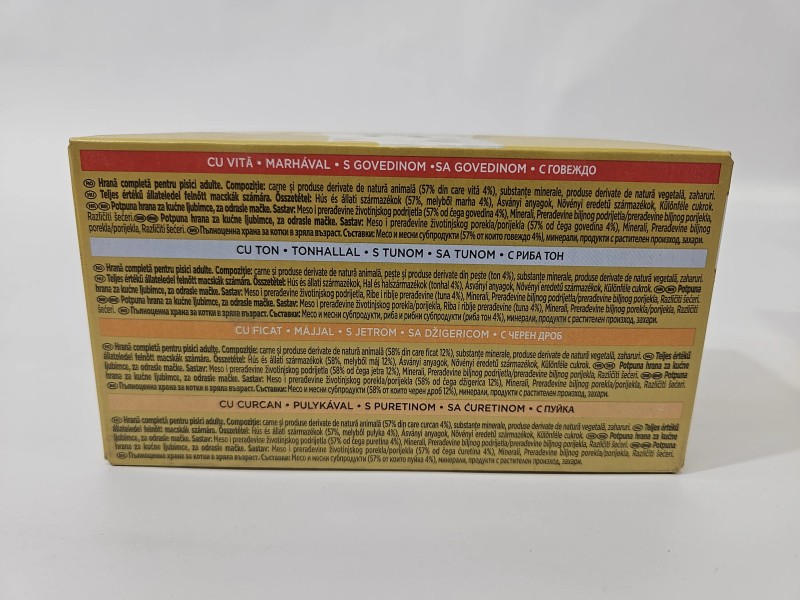 CU VITĂ • MARHÁVAL • S GOVEDINOM • SA GOVEDINOM • С ГОВЕЖДО
RO Hrană completă pentru pisici adulte. Compoziție: carne și produse derivate de natură animală (57% din care vită 4%), substanțe minerale, produse derivate de natură vegetală, zaharuri.
HU Teljes értékű állateledel felnőtt macskák számára. Összetétel: Hús és állati származékok (57%, melyből marha 4%), Ásványi anyagok, Növényi eredetű származékok, Különféle cukrok.
Potpuna hrana za kućne ljubimce, za odrasle mačke. Sastav: Meso i prerađevine životinjskog podrijetla (57% od čega govedina 4%), Minerali, Prerađevine biljnog podrijetla/prerađevine biljnog porijekla,
Različiti šećeri. Potpuna hrana za kućne ljubimce, za odrasle mačke. Sastav: Meso i prerađevine životinjskog porekla/porijekla (57% od čega govedina 4%), Minerali, Prerađevine biljnog
porekla/porijekla, Različiti šećeri. BG Пълноценна храна за котки в зряла възраст. Съставки: Месо и месни субпродукти (57% от които говеждо 4%), минерали, продукти с растителен произход, захари.
CU TON • TONHALLAL • S TUNOM • SA TUNOM • С РИБА ТОН
RO Hrană completă pentru pisici adulte. Compoziție: carne și produse derivate de natură animală, pește și produse derivate din pește (ton 4%), substanțe minerale, produse derivate de natură vegetală, zaharuri.
HU Teljes értékű állateledel felnőtt macskák számára. Összetétel: Hús és állati származékok, Hal és halszármazékok (tonhal 4%), Ásványi anyagok, Növényi eredetű származékok, Különféle cukrok. Potpuna
hrana za kućne ljubimce, za odrasle mačke. Sastav: Meso i prerađevine životinjskog podrijetla, Ribe i riblje prerađevine (tuna 4%), Minerali, Prerađevine biljnog podrijetla/prerađevine biljnog porijekla, Različiti
šećeri. Potpuna hrana za kućne ljubimce, za odrasle mačke. Sastav: Meso i prerađevine životinjskog porekla/porijekla, Ribe i riblje prerađevine (tuna 4%), Minerali, Prerađevine biljnog porekla/porijekla, Različiti
šećeri. BG Пълноценна храна за котки в зряла възраст. Съставки: Месо и месни субпродукти, риба и рибни субпродукти (риба тон 4%), минерали, продукти с растителен произход, захари.
CU FICAT • MÁJJAL • S JETROM • SA DŽIGERICOM • С ЧЕРЕН ДРОБ
RO Hrană completă pentru pisici adulte. Compoziție: carne și produse derivate de natură animală (58% din care ficat 12%), substanțe minerale, produse derivate de natură vegetală, zaharuri. HU Teljes értékű
állateledel felnőtt macskák számára. Összetétel: Hús és állati származékok (58%, melyből máj 12%), Ásványi anyagok, Növényi eredetű származékok, Különféle cukrok. Potpuna hrana za kućne
ljubimce, za odrasle mačke. Sastav: Meso i prerađevine životinjskog podrijetla (58% od čega jetra 12%), Minerali, Prerađevine biljnog podrijetla/prerađevine biljnog porijekla, Različiti šećeri. Potpuna
hrana za kućne ljubimce, za odrasle mačke. Sastav: Meso i prerađevine životinjskog porekla/porijekla (58% od čega džigerica 12%), Minerali, Prerađevine biljnog porekla/porijekla, Različiti šećeri.
BG Пълноценна храна за котки в зряла възраст. Съставки: Месо и месни субпродукти (58% от които черен дроб 12%), минерали, продукти с растителен произход, захари.
CU CURCAN • PULYKÁVAL • S PURETINOM • SA ĆURETINOM • С ПУЙКА
RO Hrană completă pentru pisici adulte. Compoziție: carne și produse derivate de natură animală (57% din care curcan 4%), substanțe minerale, produse derivate de natură vegetală, zaharuri. HU Teljes értékű
állateledel felnőtt macskák számára. Összetétel: Hús és állati származékok (57%, melyből pulyka 4%), Ásványi anyagok, Növényi eredetű származékok, Különféle cukrok. Potpuna hrana za kućne
ljubimce, za odrasle mačke. Sastav: Meso i prerađevine životinjskog podrijetla (57% od čega puretina 4%), Minerali, Prerađevine biljnog podrijetla/prerađevine biljnog porijekla, Različiti šećeri. Potpuna
hrana za kućne ljubimce, za odrasle mačke. Sastav: Meso i prerađevine životinjskog porekla/porijekla (57% od čega ćuretina 4%), Minerali, Prerađevine biljnog porekla/porijekla, Različiti šećeri.
BG Пълноценна храна за котки в зряла възраст. Съставки: Месо и месни субпродукти (57% от които пуйка 4%), минерали, продукти с растителен произход, захари.